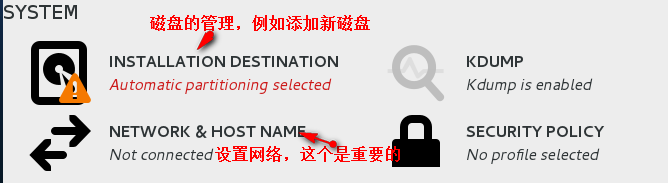 SYSTEM
磁盘的管理，例如添加新磁盘
INSTALLATION DESTINATION
Automatic partitioning selected
KDUMP
Kdump is enabled
NETWORK & HOST NAME
Not connected
设置网络，这个是重要的
SECURITY POLICY
No profile selected